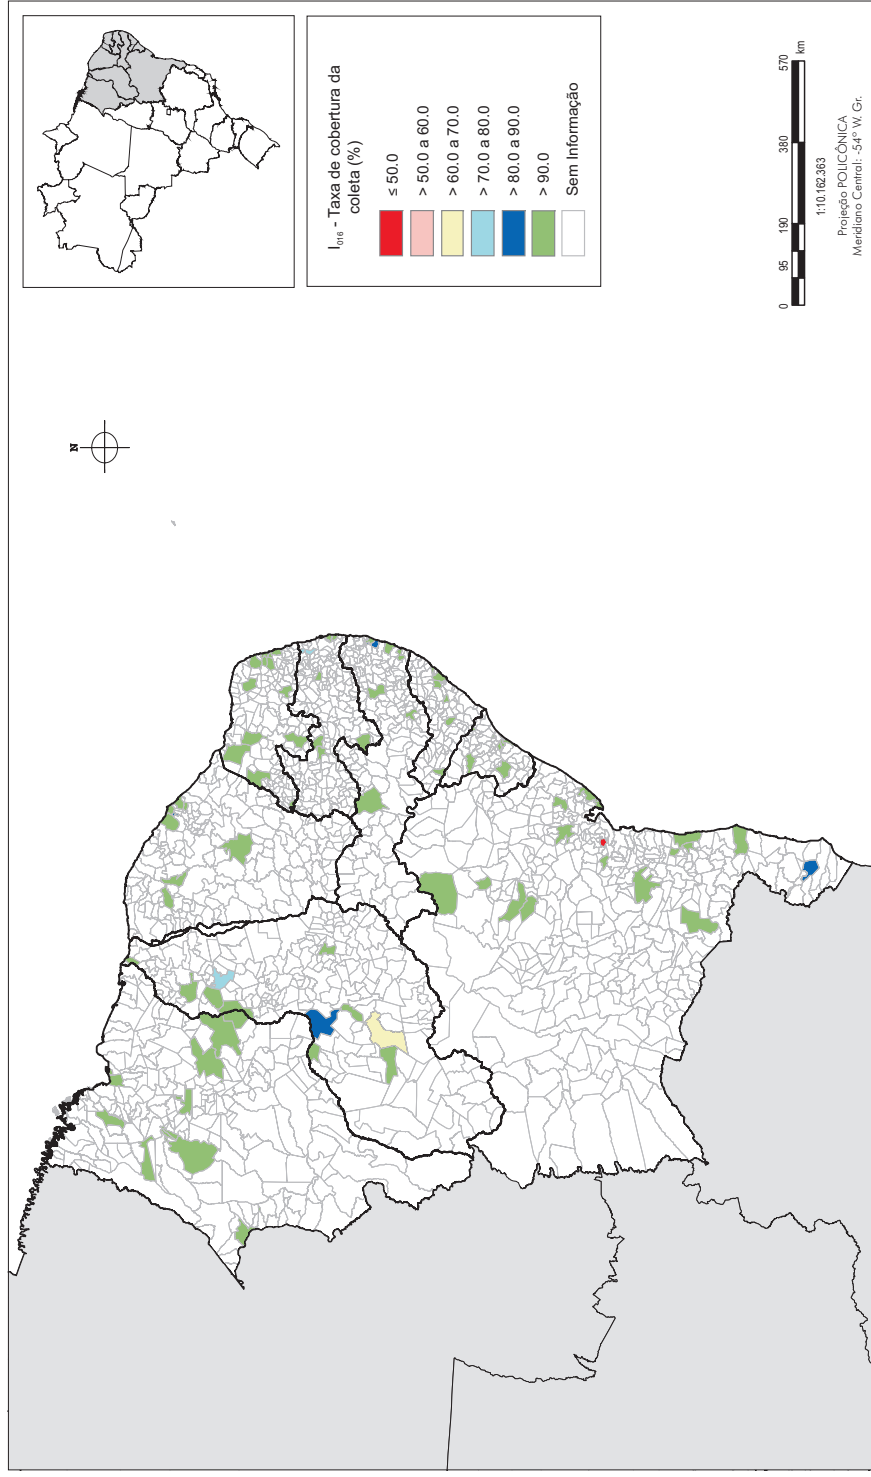 N
I₀₁₆ - Taxa de cobertura da
coleta (%)
≤ 50.0
> 50.0 a 60.0
> 60.0 a 70.0
> 70.0 a 80.0
> 80.0 a 90.0
> 90.0
Sem Informação
0 95 190 380 570
km
1:10.162.363
Projeção POLICÔNICA
Meridiano Central: -54° W. Gr.